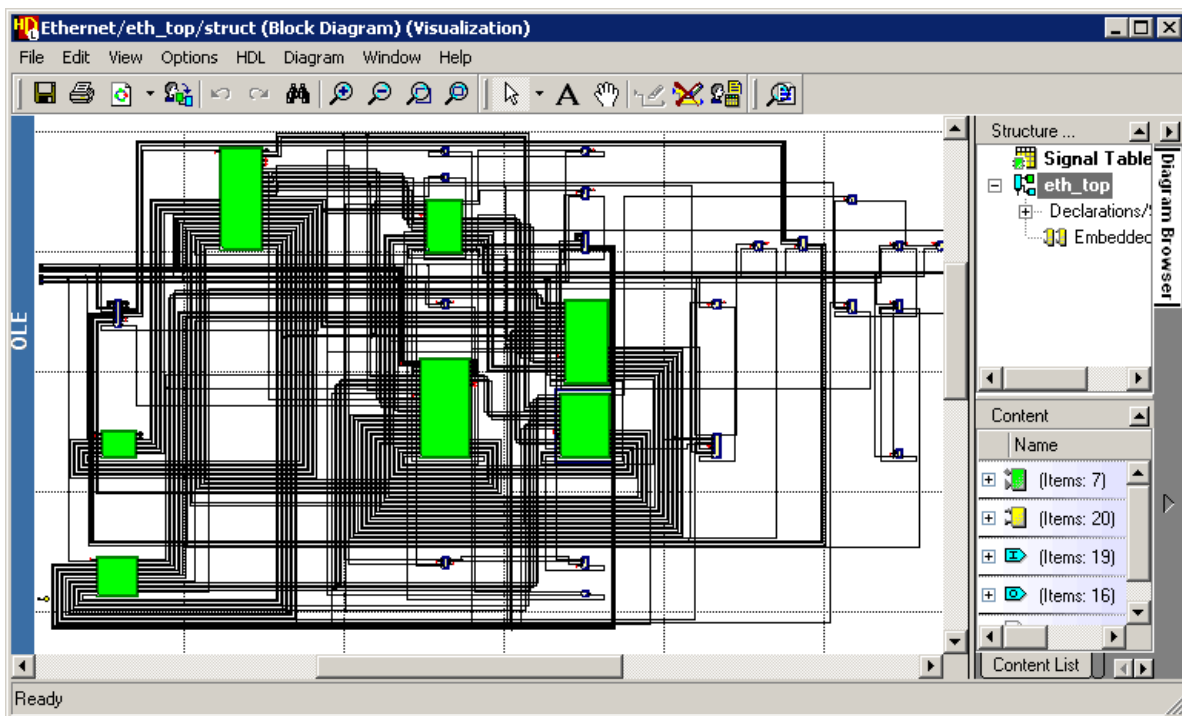 Ethernet/eth_top/struct (Block Diagram) (Visualization)
File Edit View Options HDL Diagram Window Help
A
Structure ...
Signal Table
eth_top
Declarations/
Embedded
Diagram Browser
OLE
Content
Name
(Items: 7)
(Items: 20)
(Items: 19)
(Items: 16)
Content List
Ready